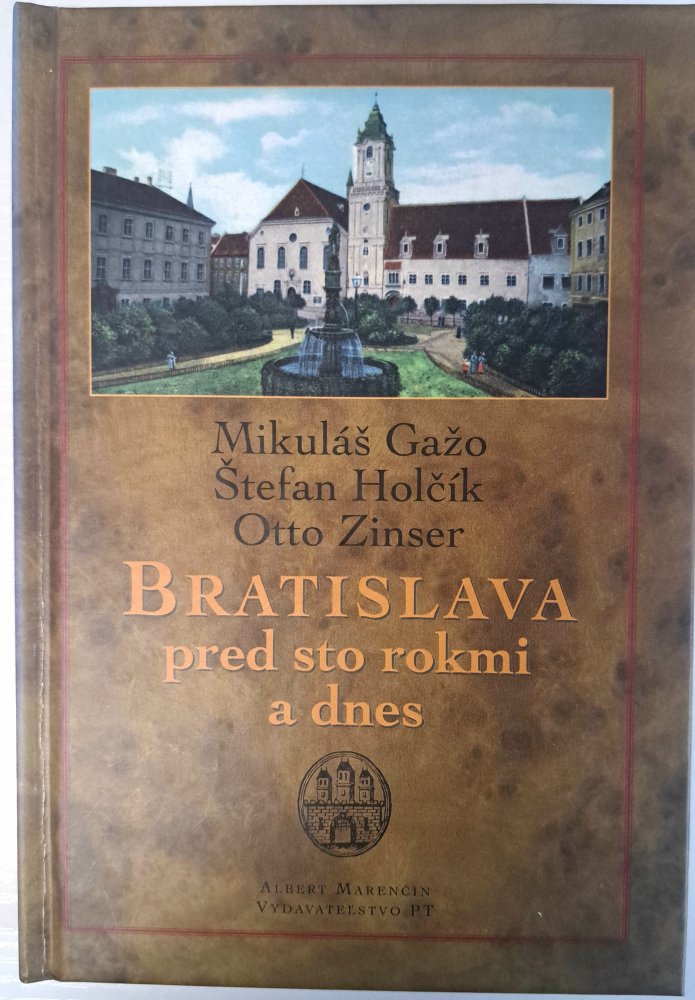 Mikuláš Gažo
Štefan Holčík
Otto Zinser
BRATISLAVA
pred sto rokmi
a dnes
ALBERT MARENČIN
VYDAVATEĽSTVO PT